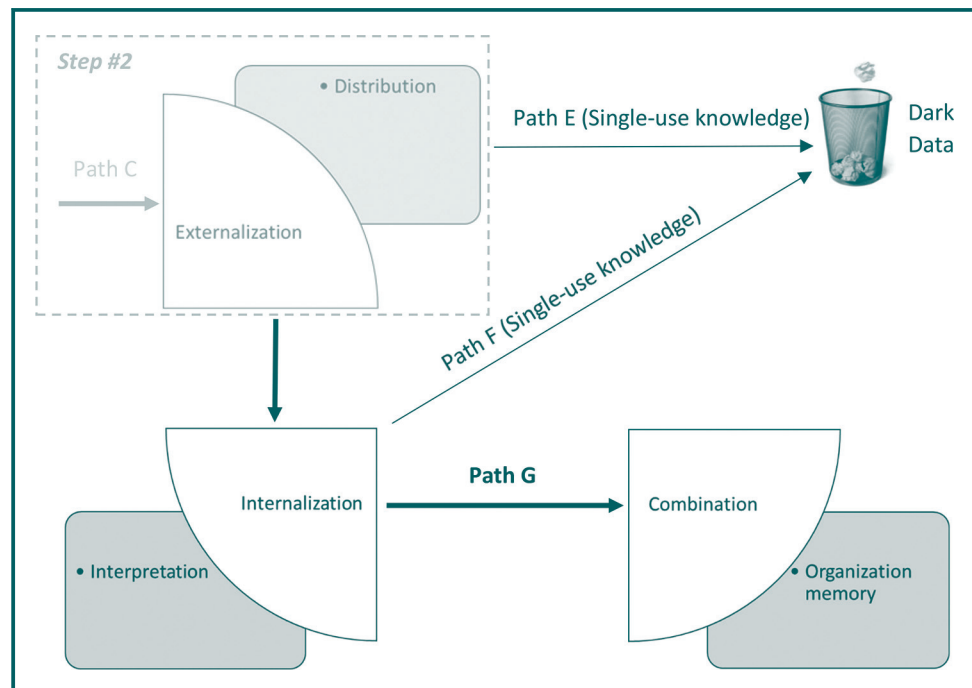 Step #2
• Distribution
Path C
Externalization
Path E (Single-use knowledge)
Dark
Data
Path F (Single-use knowledge)
Internalization
• Interpretation
Path G
Combination
• Organization
memory